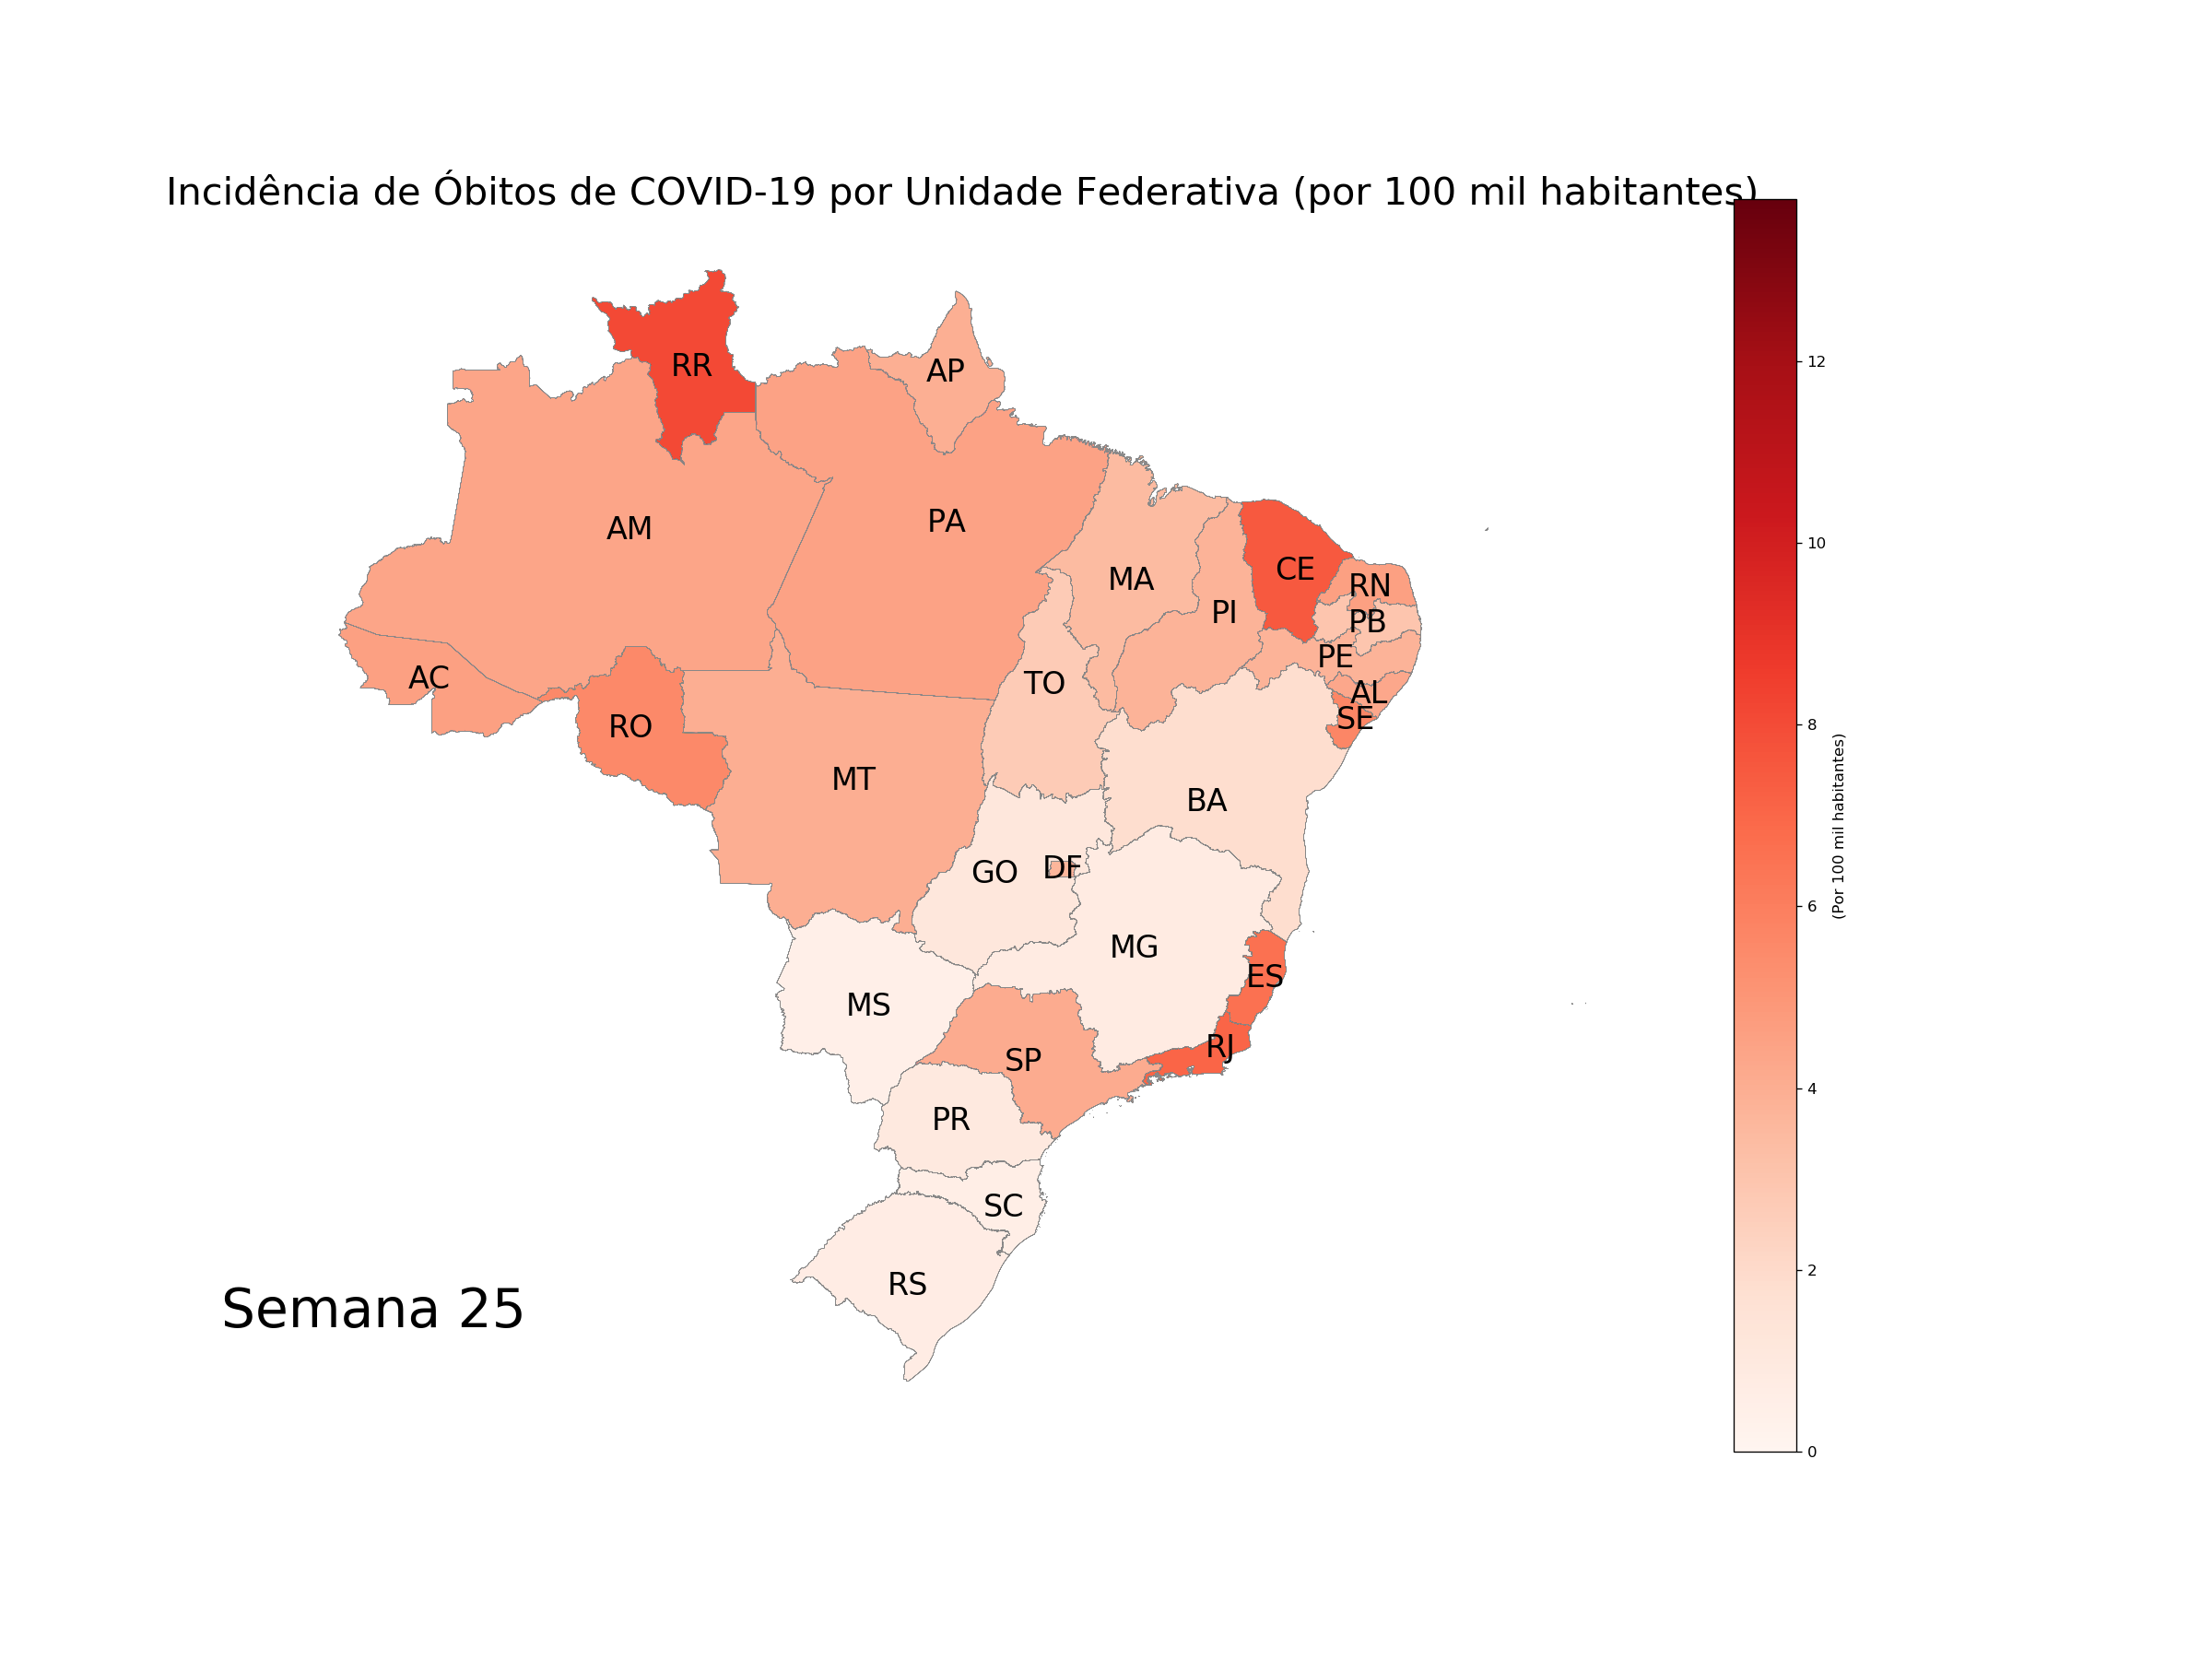 Incidência de Óbitos de COVID-19 por Unidade Federativa (por 100 mil habitantes)
RR
AP
AM
PA
MA
CE
RN
PI
PB
PE
AC
TO
AL
SE
RO
MT
BA
GO
DF
MG
ES
MS
RJ
SP
PR
SC
RS
Semana 25
12
10
8
6
4
2
0
(Por 100 mil habitantes)